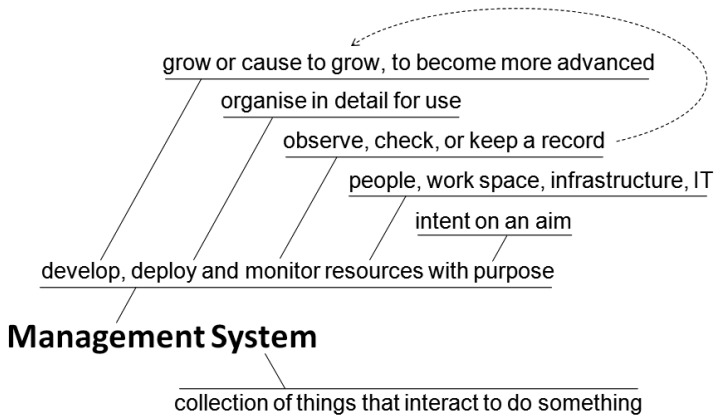 grow or cause to grow, to become more advanced
organise in detail for use
observe, check, or keep a record
people, work space, infrastructure, IT
intent on an aim
develop, deploy and monitor resources with purpose
Management System
collection of things that interact to do something